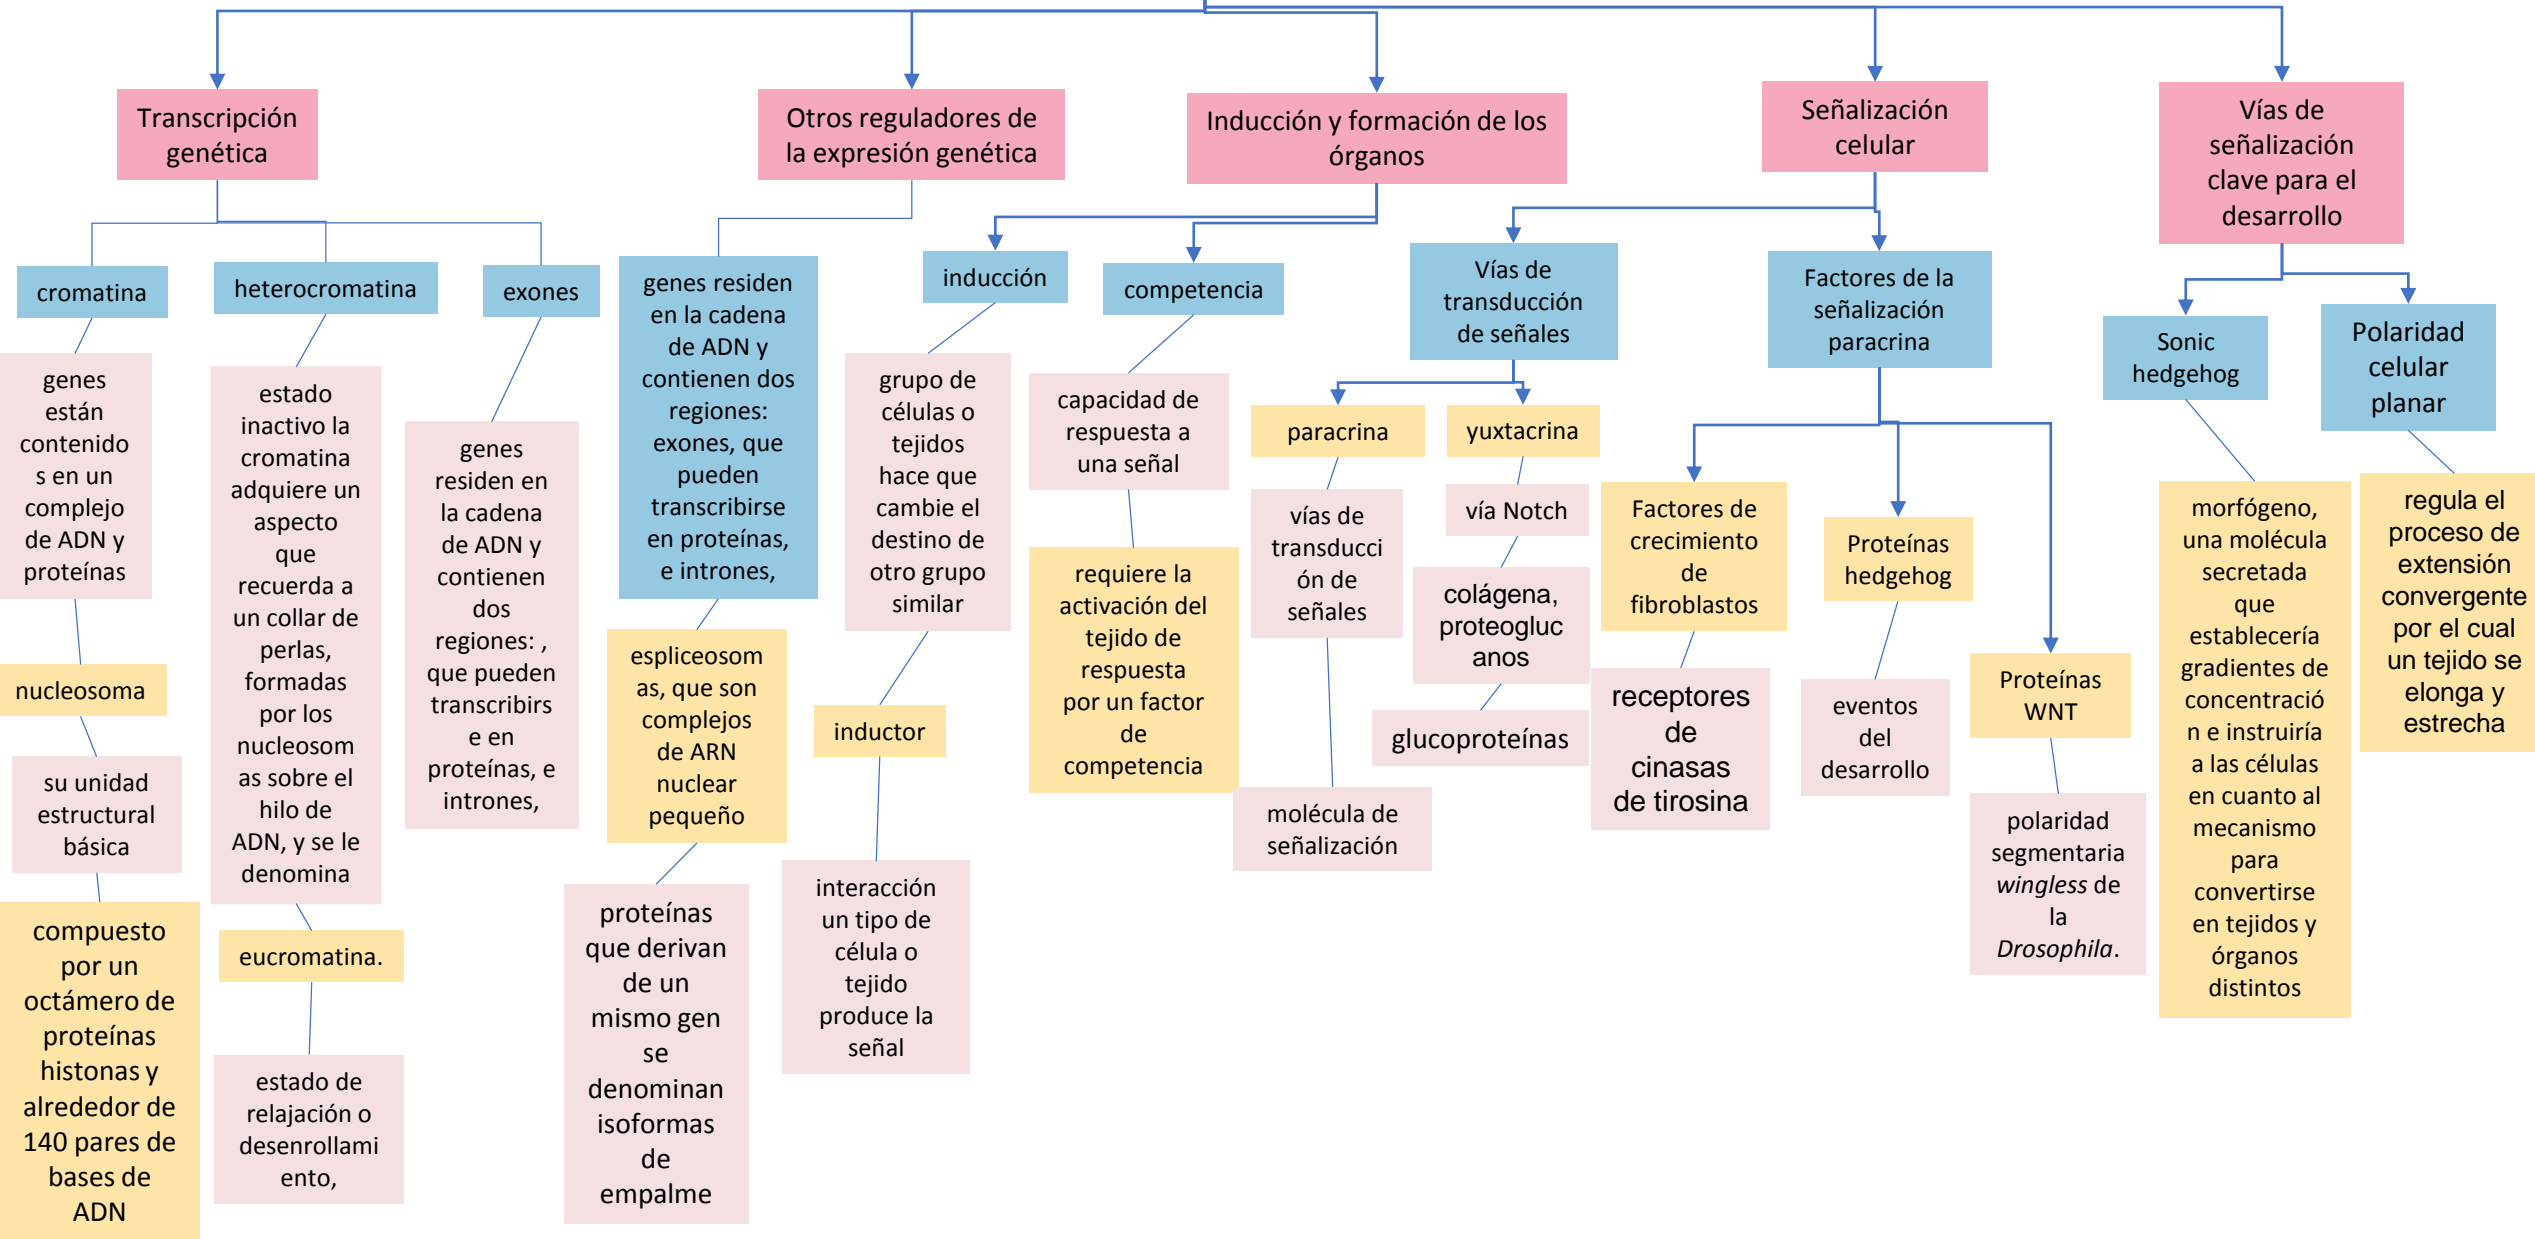 Transcripción
genética
Otros reguladores de
la expresión genética
Inducción y formación de los
órganos
Señalización
celular
Vías de
señalización
clave para el
desarrollo
cromatina
heterocromatina
exones
genes residen
en la cadena
de ADN y
contienen dos
regiones:
exones, que
pueden
transcribirse
en proteínas,
e intrones,
inducción
competencia
Vías de
transducción
de señales
Factores de la
señalización
paracrina
Sonic
hedgehog
Polaridad
celular
planar
genes
están
contenido
s en un
complejo
de ADN y
proteínas
estado
inactivo la
cromatina
adquiere un
aspecto
que
recuerda a
un collar de
perlas,
formadas
por los
nucleosom
as sobre el
hilo de
ADN, y se le
denomina
genes
residen en
la cadena
de ADN y
contienen
dos
regiones: ,
que pueden
transcribirs
e en
proteínas, e
intrones,
grupo de
células o
tejidos
hace que
cambie el
destino de
otro grupo
similar
capacidad de
respuesta a
una señal
paracrina
yuxtacrina
vías de
transducci
ón de
señales
vía Notch
Factores de
crecimiento
de
fibroblastos
Proteínas
hedgehog
Proteínas
WNT
morfógeno,
una molécula
secretada
que
establecería
gradientes de
concentració
n e instruiría
a las células
en cuanto al
mecanismo
para
convertirse
en tejidos y
órganos
distintos
regula el
proceso de
extensión
convergente
por el cual
un tejido se
elonga y
estrecha
nucleosoma
espliceosom
as, que son
complejos
de ARN
nuclear
pequeño
inductor
requiere la
activación del
tejido de
respuesta
por un factor
de
competencia
colágena,
proteogluc
anos
glucoproteínas
receptores
de
cinasas
de tirosina
eventos
del
desarrollo
su unidad
estructural
básica
molécula de
señalización
polaridad
segmentaria
wingless de
la
Drosophila.
compuesto
por un
octámero de
proteínas
histonas y
alrededor de
140 pares de
bases de
ADN
eucromatina.
estado de
relajación o
desenrollami
ento,
proteínas
que derivan
de un
mismo gen
se
denominan
isoformas
de
empalme
interacción
un tipo de
célula o
tejido
produce la
señal